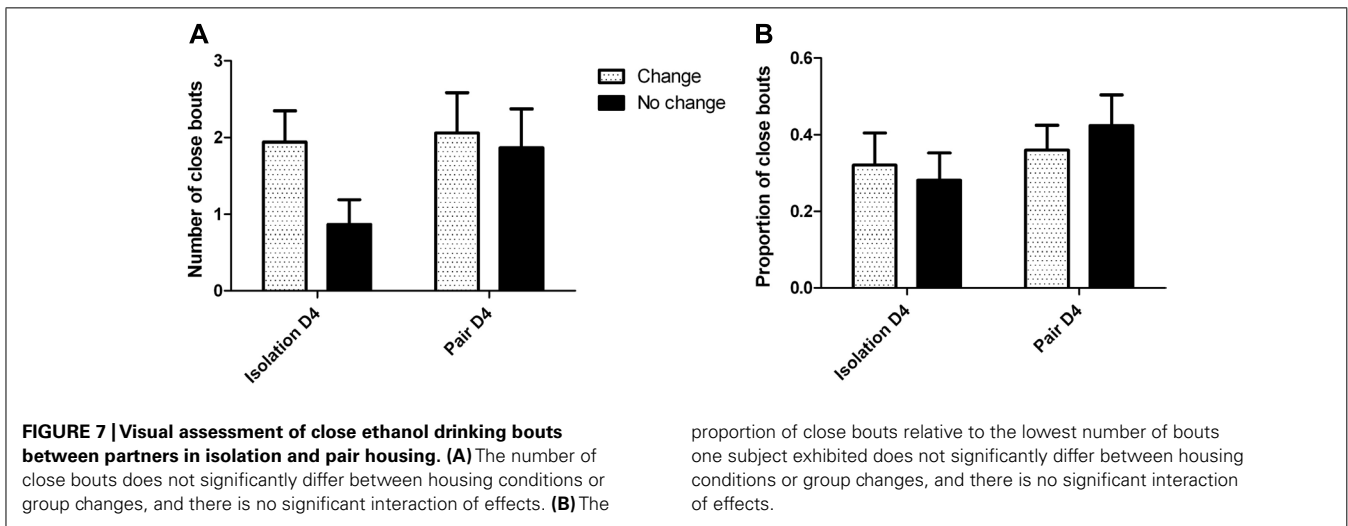 A
Number of close bouts
3
2
1
0
Isolation D4
Pair D4
Change
No change
B
Proportion of close bouts
0.6
0.4
0.2
0.0
Isolation D4
Pair D4
FIGURE 7 | Visual assessment of close ethanol drinking bouts
between partners in isolation and pair housing. (A) The number of
close bouts does not significantly differ between housing conditions or
group changes, and there is no significant interaction of effects. (B) The
proportion of close bouts relative to the lowest number of bouts
one subject exhibited does not significantly differ between housing
conditions or group changes, and there is no significant interaction
of effects.